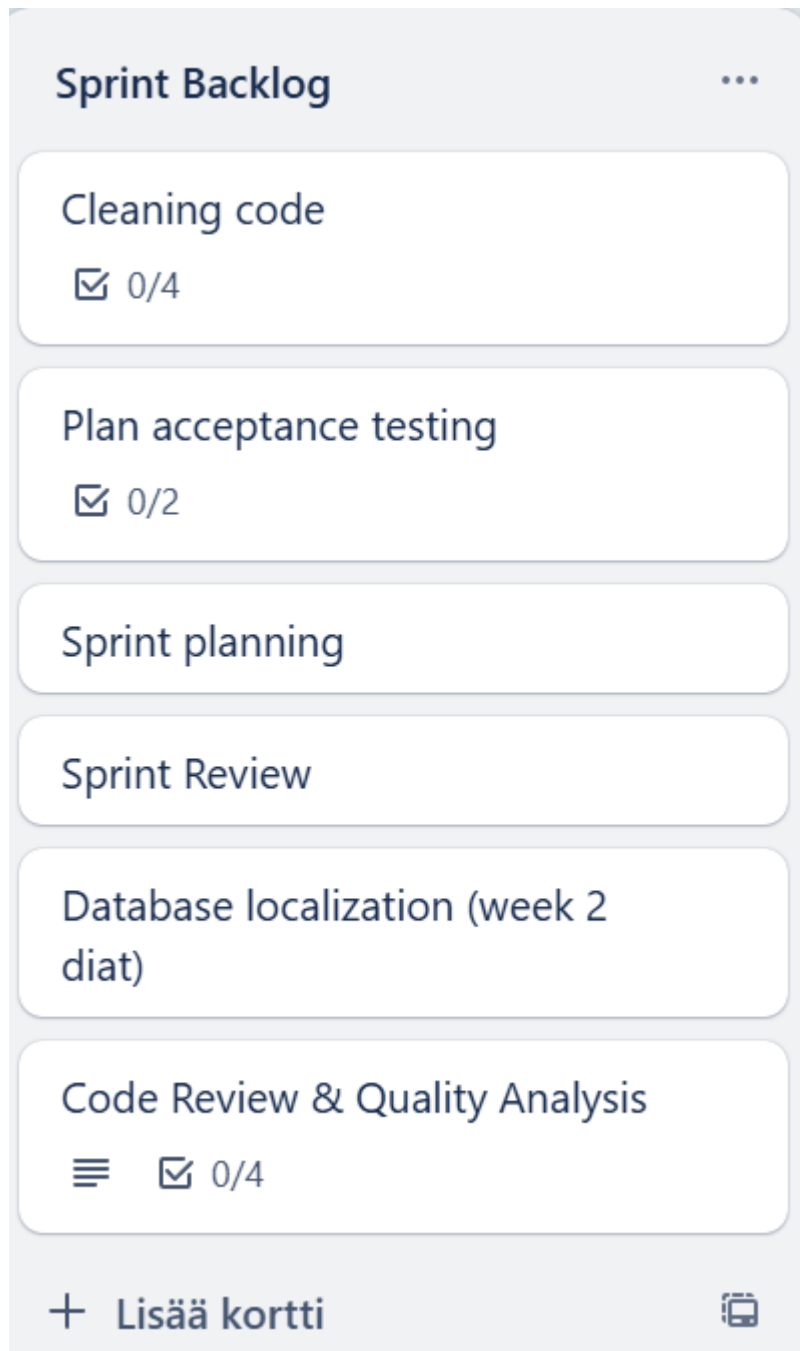 Sprint Backlog
Cleaning code
0/4
Plan acceptance testing
0/2
Sprint planning
Sprint Review
Database localization (week 2
diat)
Code Review & Quality Analysis
0/4
Lisää kortti